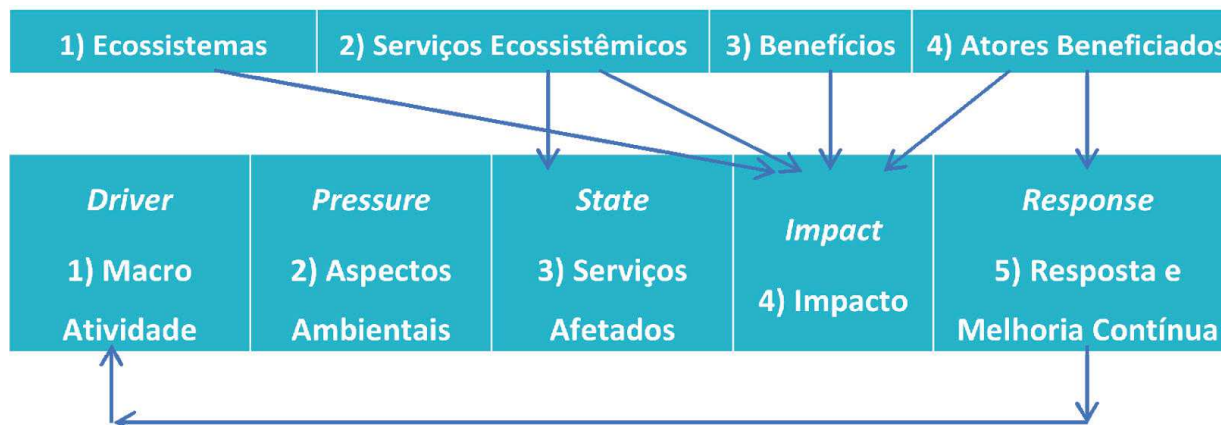 1) Ecossistemas
2) Serviços Ecossistêmicos
3) Benefícios
4) Atores Beneficiados
Driver
1) Macro
Atividade
Pressure
2) Aspectos
Ambientais
State
3) Serviços
Afetados
Impact
4) Impacto
Response
5) Resposta e
Melhoria Contínua